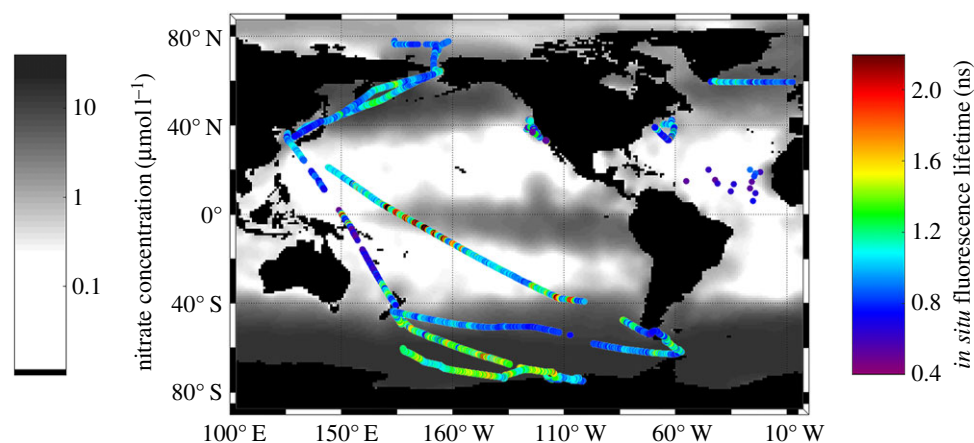 nitrate concentration (µmol l⁻¹)
10
1
0.1
80° N
40° N
0°
40° S
80° S
100° E
150° E
160° W
110° W
60° W
10° W
in situ fluorescence lifetime (ns)
2.0
1.6
1.2
0.8
0.4